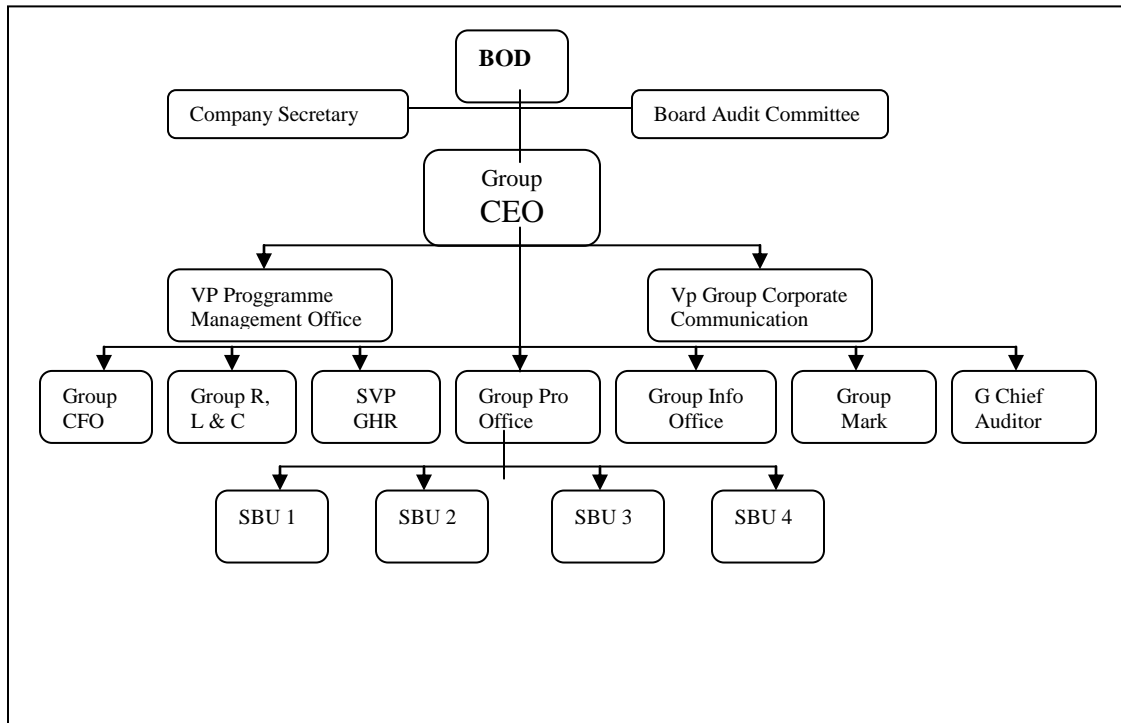 BOD
Company Secretary
Board Audit Committee
Group
CEO
VP Proggramme
Management Office
Vp Group Corporate
Communication
Group
CFO
Group R,
L & C
SVP
GHR
Group Pro
Office
Group Info
Office
Group
Mark
G Chief
Auditor
SBU 1
SBU 2
SBU 3
SBU 4